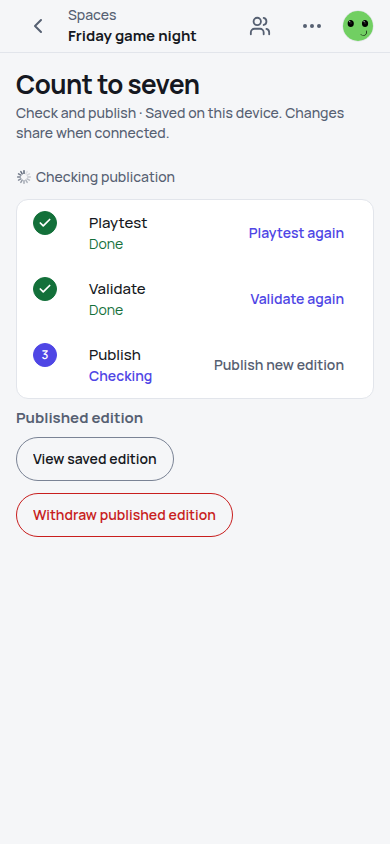 Spaces
Friday game night
Count to seven
Check and publish · Saved on this device. Changes
share when connected.
Checking publication
Playtest
Done
Playtest again
Validate
Done
Validate again
3
Publish
Checking
Publish new edition
Published edition
View saved edition
Withdraw published edition